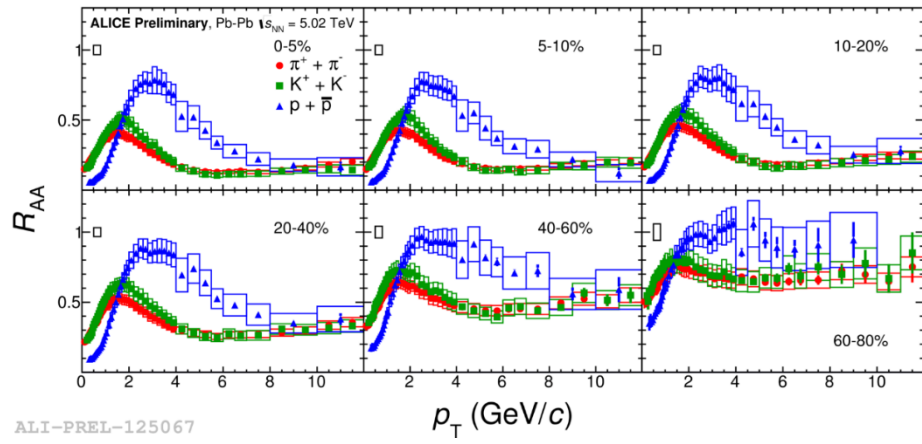 ALICE Preliminary, Pb-Pb √sNN = 5.02 TeV
0-5%
5-10%
10-20%
π⁺ + π⁻
K⁺ + K⁻
p + p̅
1
0.5
RAA
20-40%
40-60%
60-80%
1
0.5
0 2 4 6 8 10 2 4 6 8 10 2 4 6 8 10
pT (GeV/c)
ALI-PREL-125067